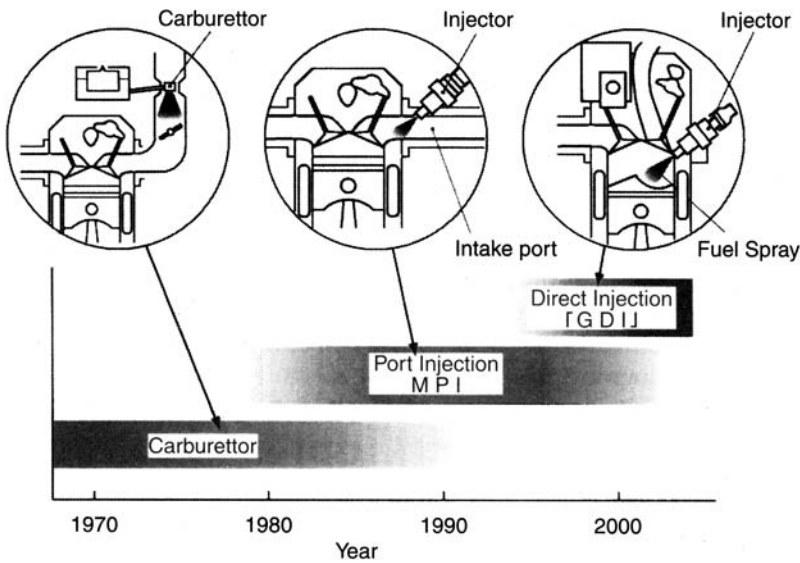 Carburettor
Injector
Injector
Intake port
Fuel Spray
Direct Injection
「G D I」
Port Injection
M P I
Carburettor
1970
1980
1990
2000
Year